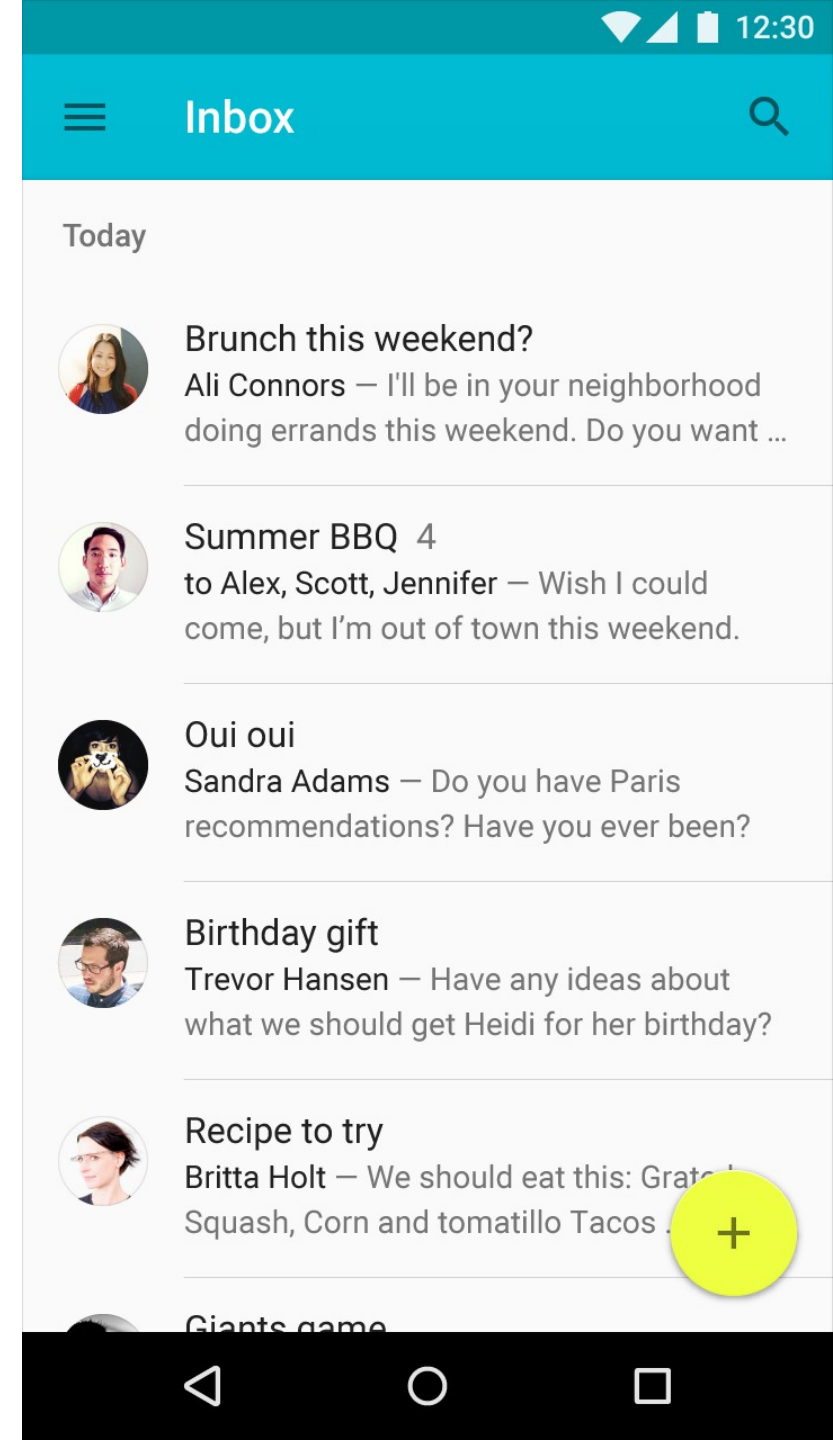 12:30
Inbox
Today
Brunch this weekend?
Ali Connors — I'll be in your neighborhood
doing errands this weekend. Do you want ...
Summer BBQ 4
to Alex, Scott, Jennifer — Wish I could
come, but I’m out of town this weekend.
Oui oui
Sandra Adams — Do you have Paris
recommendations? Have you ever been?
Birthday gift
Trevor Hansen — Have any ideas about
what we should get Heidi for her birthday?
Recipe to try
Britta Holt — We should eat this:
Squash, Corn and tomatillo Tacos
Giants game